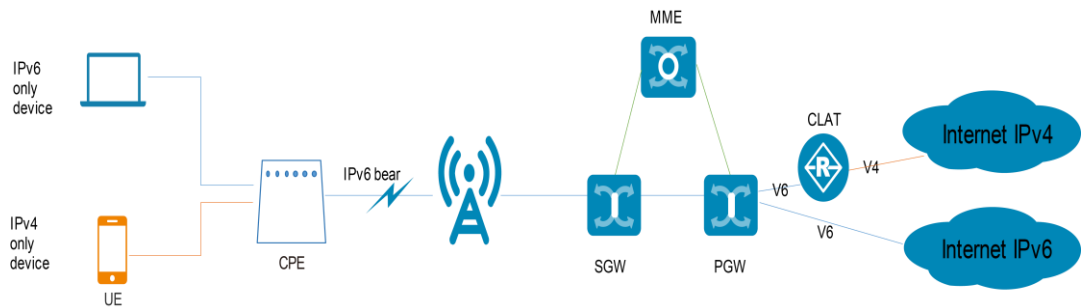 MME
IPv6
only
device
CLAT
Internet IPv4
R
V4
IPv6 bear
V6
IPv4
only
device
V6
Internet IPv6
CPE
SGW
PGW
UE